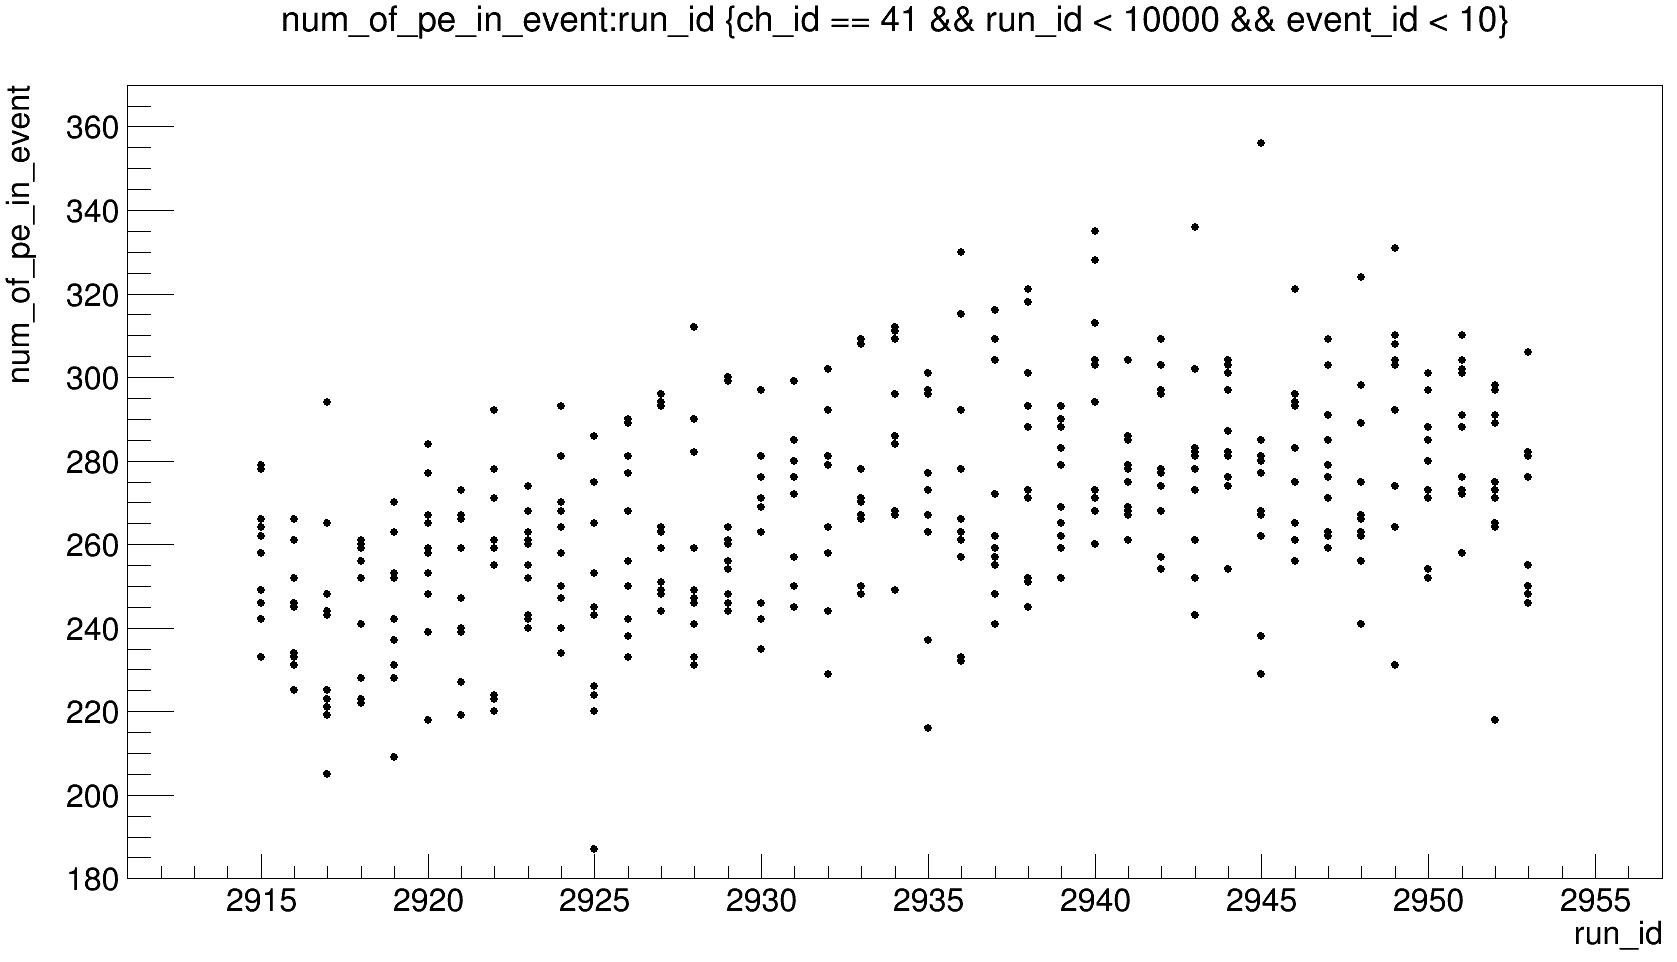 num_of_pe_in_event:run_id {ch_id == 41 && run_id < 10000 && event_id < 10}
num_of_pe_in_event
360
340
320
300
280
260
240
220
200
180
2915 2920 2925 2930 2935 2940 2945 2950 2955
run_id